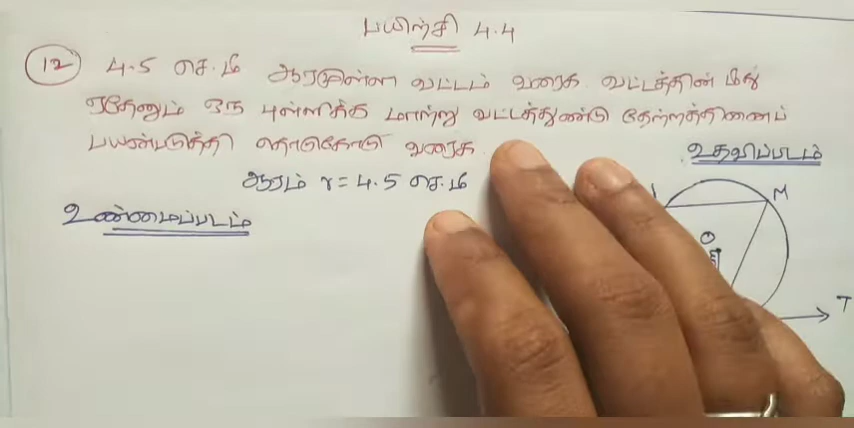 பயிற்சி 4.4
12 4.5 செ.மீ ஆரமுள்ள வட்டம் வரைக. வட்டத்தின் மீது
ஏதேனும் ஒரு புள்ளிக்கு மாற்று வட்டத்துண்டு தேற்றத்தினைப்
பயன்படுத்தி தொடுகோடு வரைக.
உதவிப்படம்
ஆரம் r = 4.5 செ.மீ
உண்மைப்படம்
M
O
T